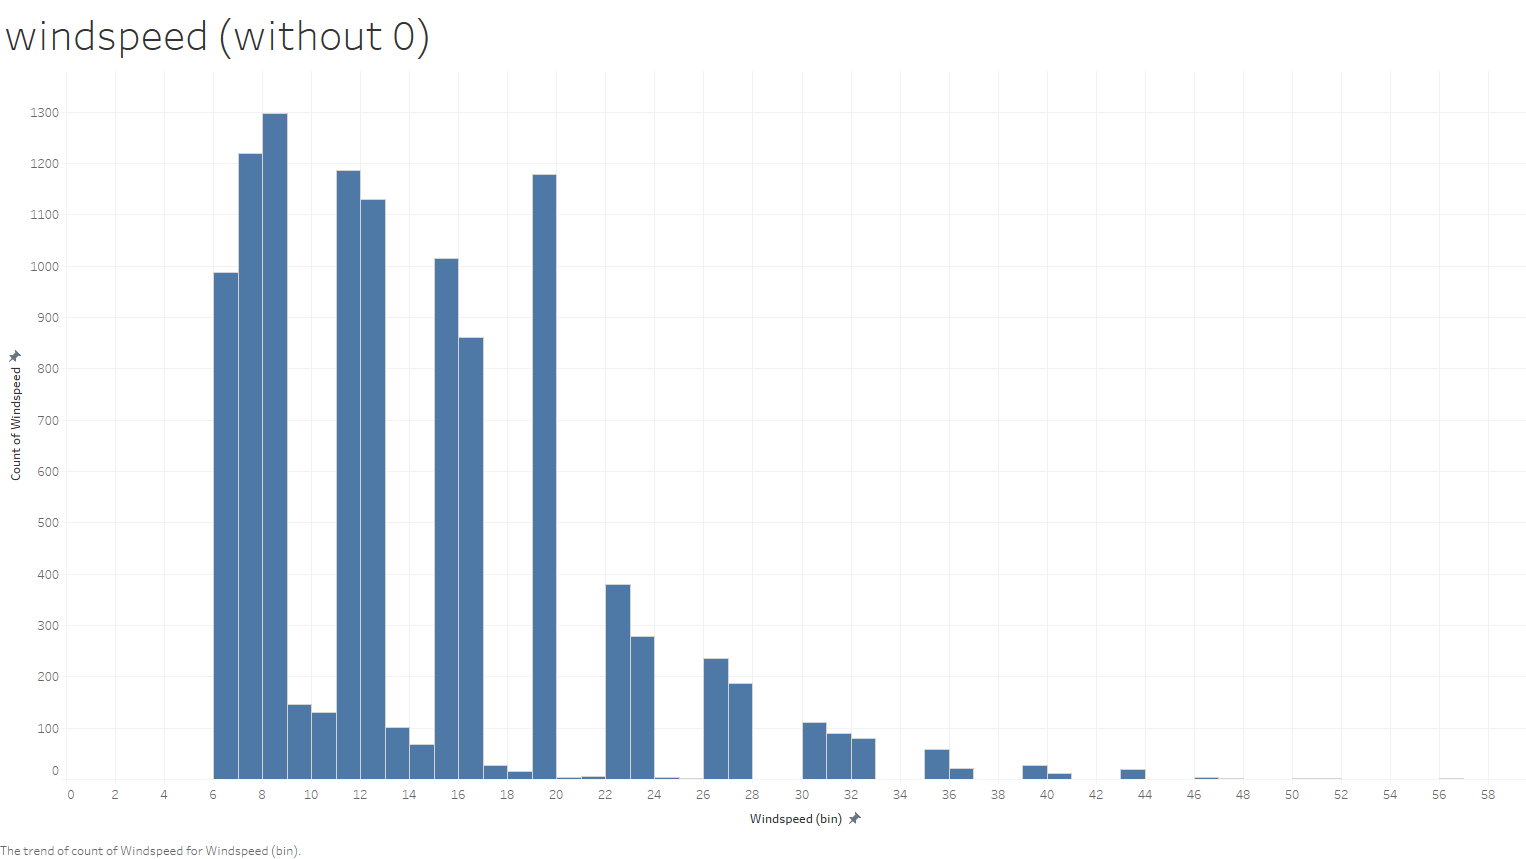 windspeed (without 0)
1300
1200
1100
1000
900
800
700
600
500
400
300
200
100
0
Count of Windspeed
0 2 4 6 8 10 12 14 16 18 20 22 24 26 28 30 32 34 36 38 40 42 44 46 48 50 52 54 56 58
Windspeed (bin)
The trend of count of Windspeed for Windspeed (bin).